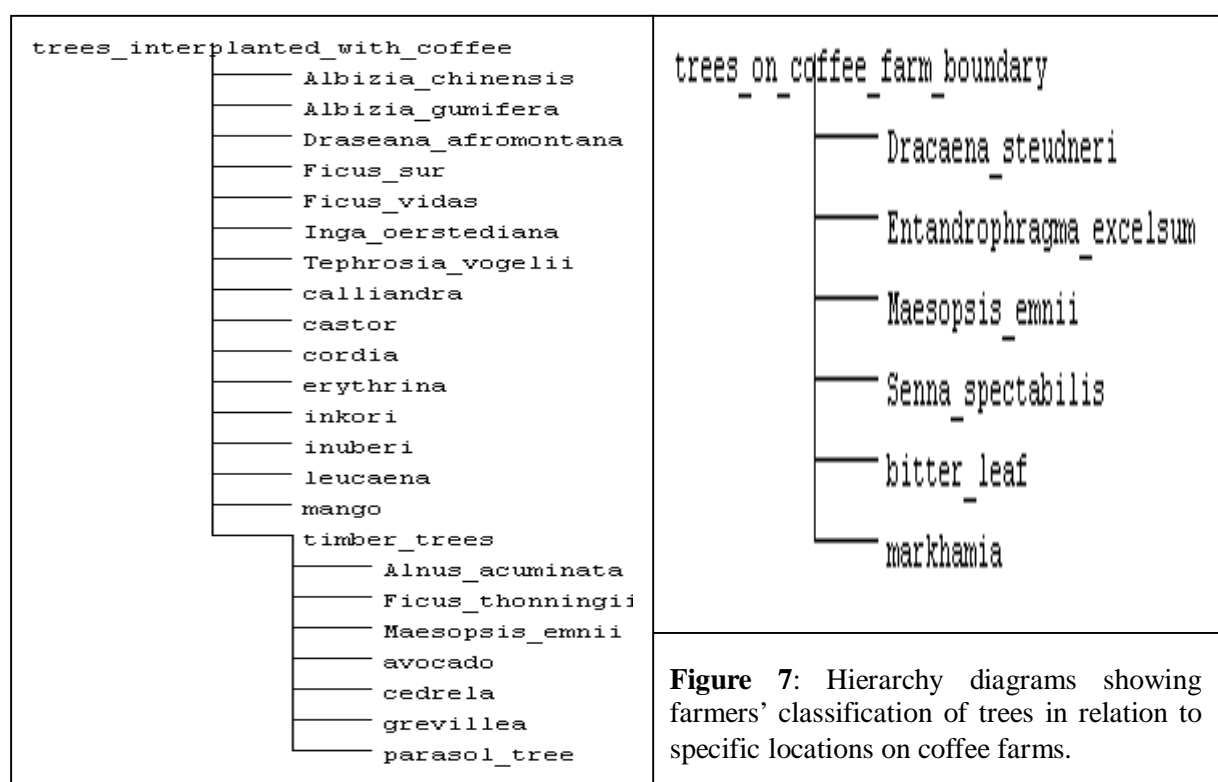 trees_interplanted_with_coffee
Albizia_chinensis
Albizia_gumifera
Draseana_afromontana
Ficus_sur
Ficus_vidas
Inga_oerstediana
Tephrosia_vogelii
calliandra
castor
cordia
erythrina
inkori
inuberi
leucaena
mango
timber_trees
Alnus_acuminata
Ficus_thonningii
Maesopsis_emnii
avocado
cedrela
grevillea
parasol_tree
trees_on_coffee_farm_boundary
Dracaena_steudneri
Entandrophragma_excelsum
Maesopsis_emnii
Senna_spectabilis
bitter_leaf
markhamia
Figure 7: Hierarchy diagrams showing
farmers’ classification of trees in relation to
specific locations on coffee farms.